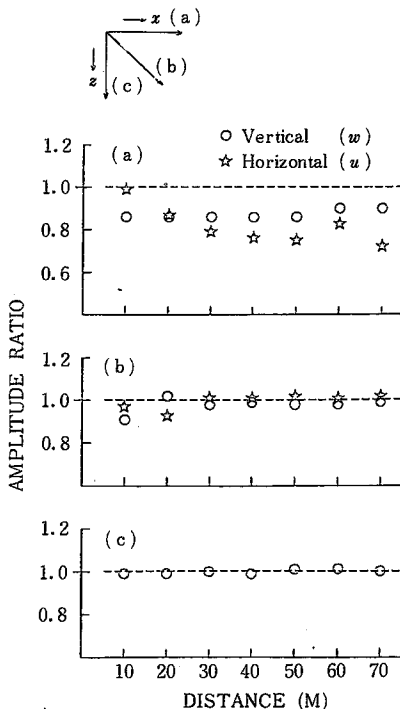 x (a)
(b)
z
(c)
(a)
○ Vertical (w)
☆ Horizontal (u)
1.2
1.0
0.8
0.6
(b)
1.2
1.0
0.8
(c)
1.2
1.0
0.8
AMPLITUDE RATIO
10 20 30 40 50 60 70
DISTANCE (M)